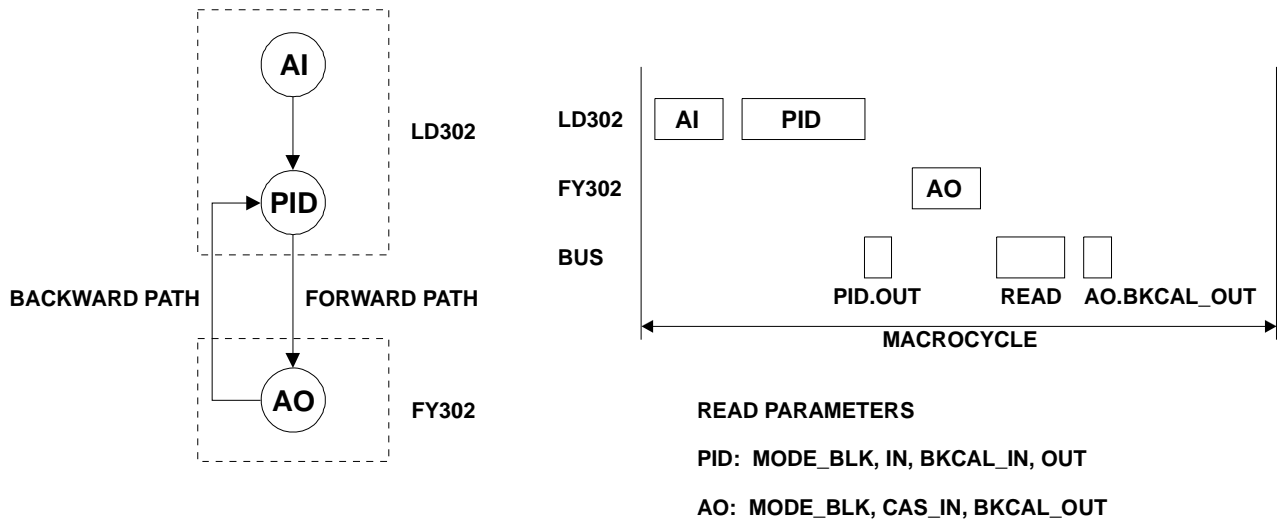 AI
LD302
PID
BACKWARD PATH
FORWARD PATH
AO
FY302
LD302
AI
PID
FY302
AO
BUS
PID.OUT
READ
AO.BKCAL_OUT
MACROCYCLE
READ PARAMETERS
PID: MODE_BLK, IN, BKCAL_IN, OUT
AO: MODE_BLK, CAS_IN, BKCAL_OUT